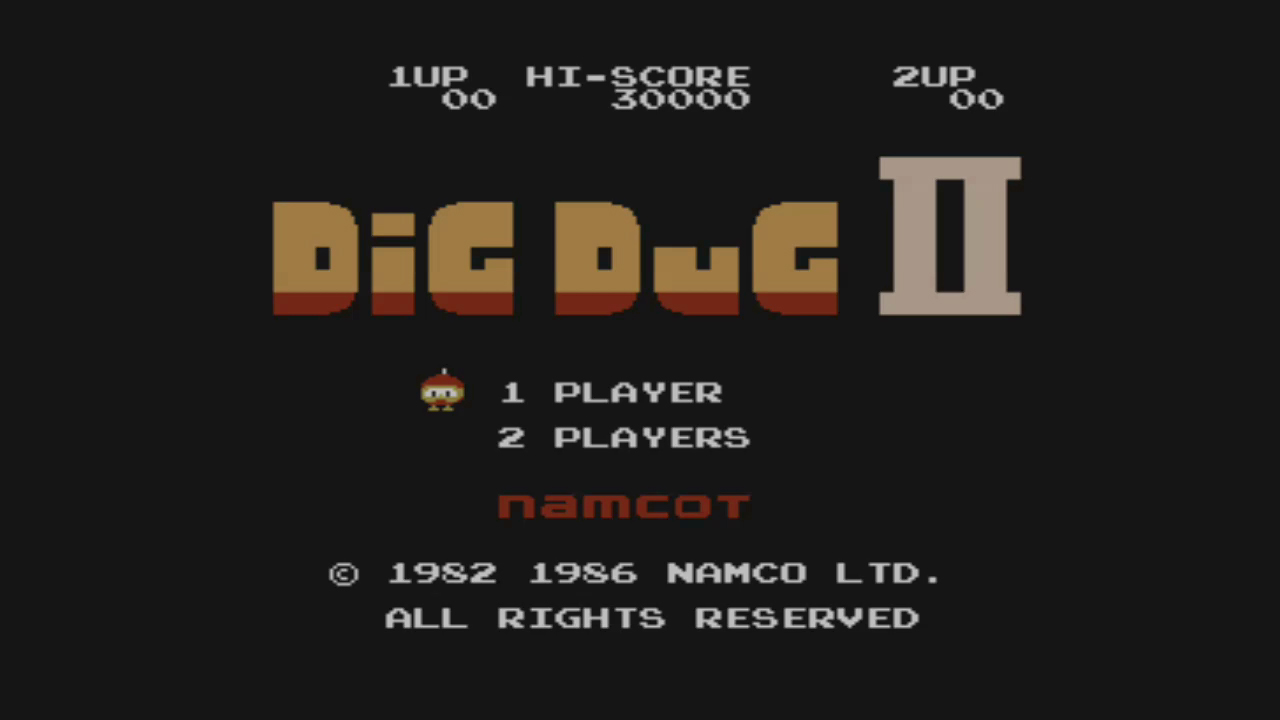 1UP HI-SCORE 2UP
00 30000 00
DiG DuG II
1 PLAYER
2 PLAYERS
namcot
© 1982 1986 NAMCO LTD.
ALL RIGHTS RESERVED